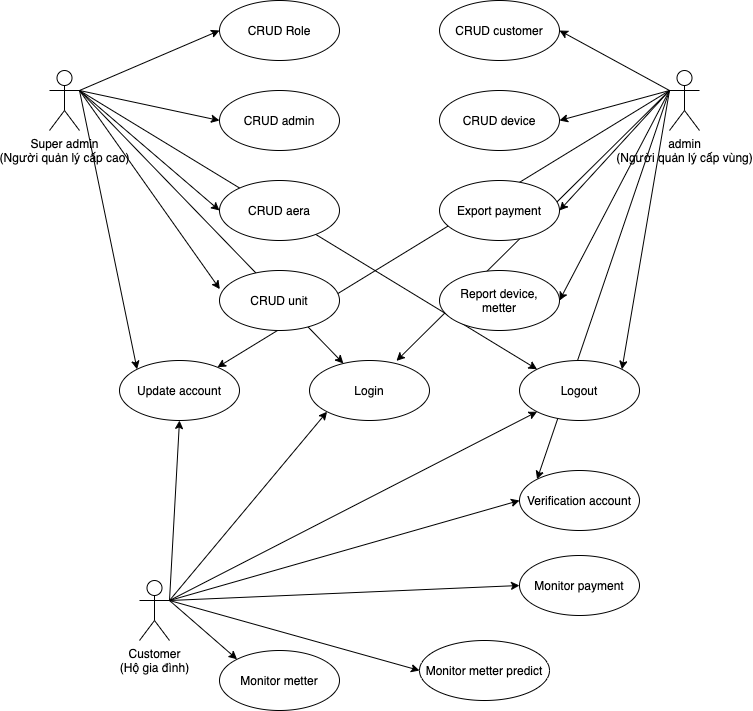 CRUD Role
CRUD customer
CRUD admin
CRUD device
Super admin
(Người quản lý cấp cao)
admin
(Người quản lý cấp vùng)
CRUD aera
Export payment
CRUD unit
Report device,
metter
Update account
Login
Logout
Verification account
Monitor payment
Customer
(Hộ gia đình)
Monitor metter
Monitor metter predict